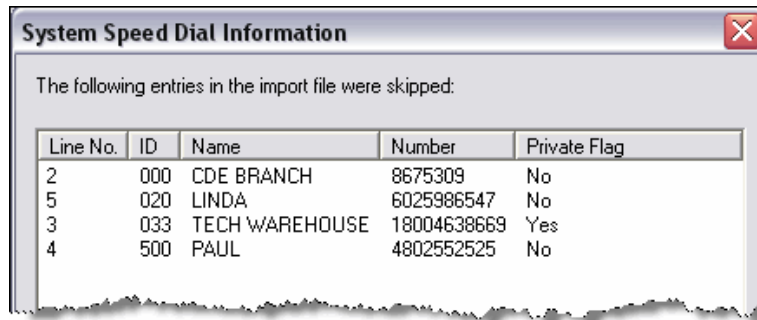 System Speed Dial Information
The following entries in the import file were skipped:
Line No. ID Name Number Private Flag
2 000 CDE BRANCH 8675309 No
5 020 LINDA 6025986547 No
3 033 TECH WAREHOUSE 18004638669 Yes
4 500 PAUL 4802552525 No